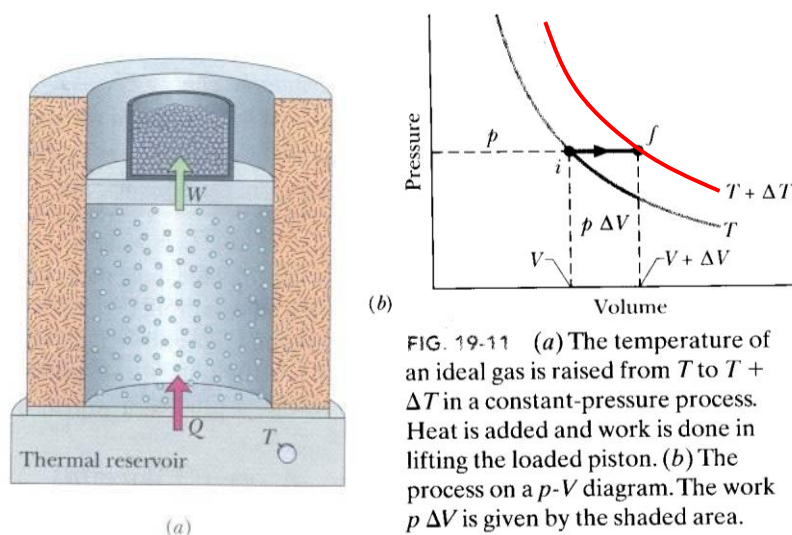 W
Q
T
Thermal reservoir
(a)
Pressure
p
i
f
T + ΔT
T
p ΔV
V
V + ΔV
Volume
(b)
FIG. 19-11 (a) The temperature of
an ideal gas is raised from T to T +
ΔT in a constant-pressure process.
Heat is added and work is done in
lifting the loaded piston. (b) The
process on a p-V diagram. The work
p ΔV is given by the shaded area.